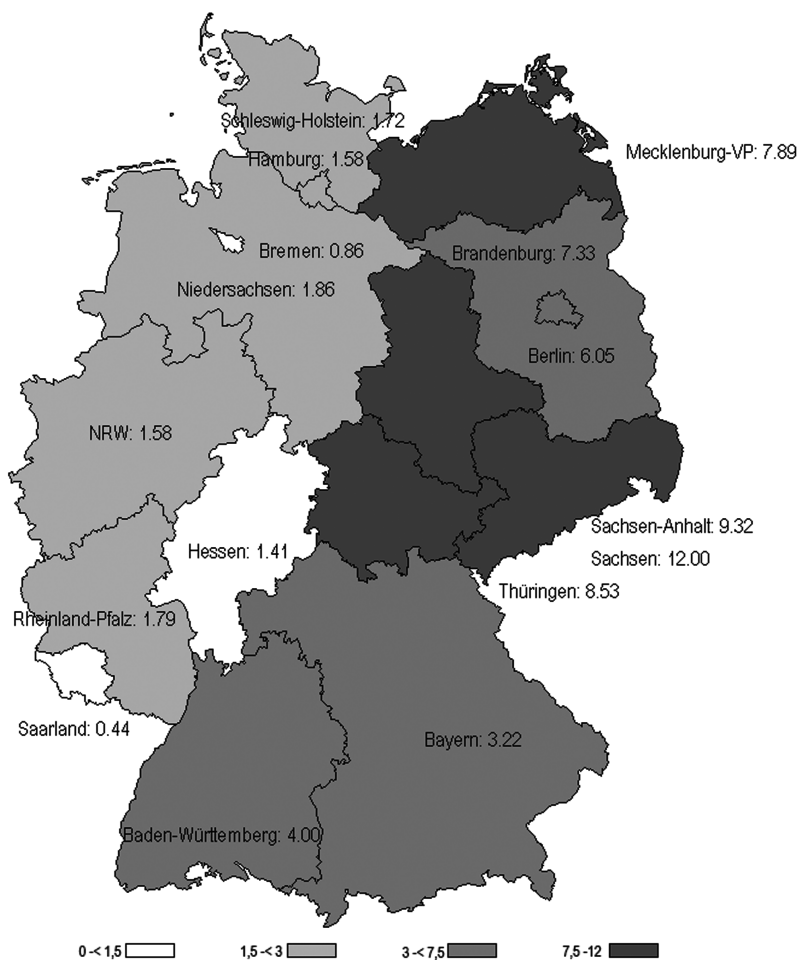 Schleswig-Holstein: 1.72
Mecklenburg-VP: 7.89
Hamburg: 1.58
Bremen: 0.86
Brandenburg: 7.33
Niedersachsen: 1.86
Berlin: 6.05
NRW: 1.58
Sachsen-Anhalt: 9.32
Hessen: 1.41
Sachsen: 12.00
Thüringen: 8.53
Rheinland-Pfalz: 1.79
Saarland: 0.44
Bayern: 3.22
Baden-Württemberg: 4.00
0 -< 1,5 1,5 -< 3 3 -< 7,5 7,5 -12